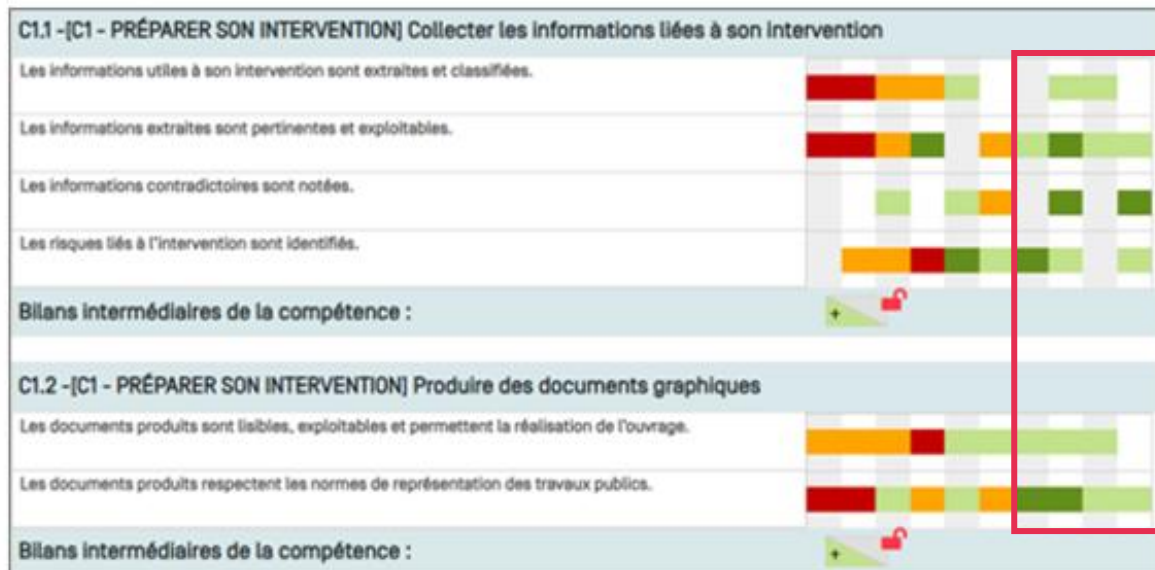 C1.1 -[C1 - PRÉPARER SON INTERVENTION] Collecter les informations liées à son intervention
Les informations utiles à son intervention sont extraites et classifiées.
Les informations extraites sont pertinentes et exploitables.
Les informations contradictoires sont notées.
Les risques liés à l'intervention sont identifiés.
Bilans intermédiaires de la compétence :
+
C1.2 -[C1 - PRÉPARER SON INTERVENTION] Produire des documents graphiques
Les documents produits sont lisibles, exploitables et permettent la réalisation de l'ouvrage.
Les documents produits respectent les normes de représentation des travaux publics.
Bilans intermédiaires de la compétence :
+